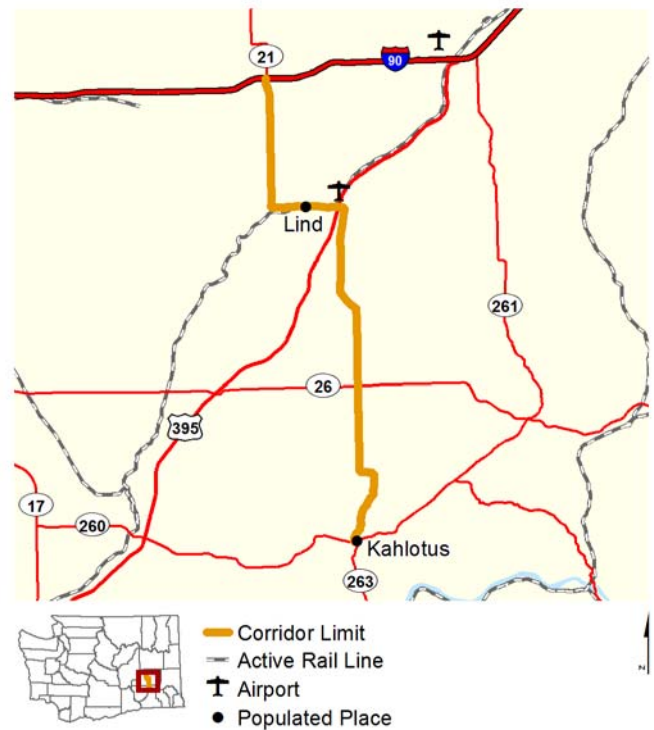 21
90
Lind
261
26
395
17
260
Kahlotus
263
Corridor Limit
Active Rail Line
Airport
Populated Place
N